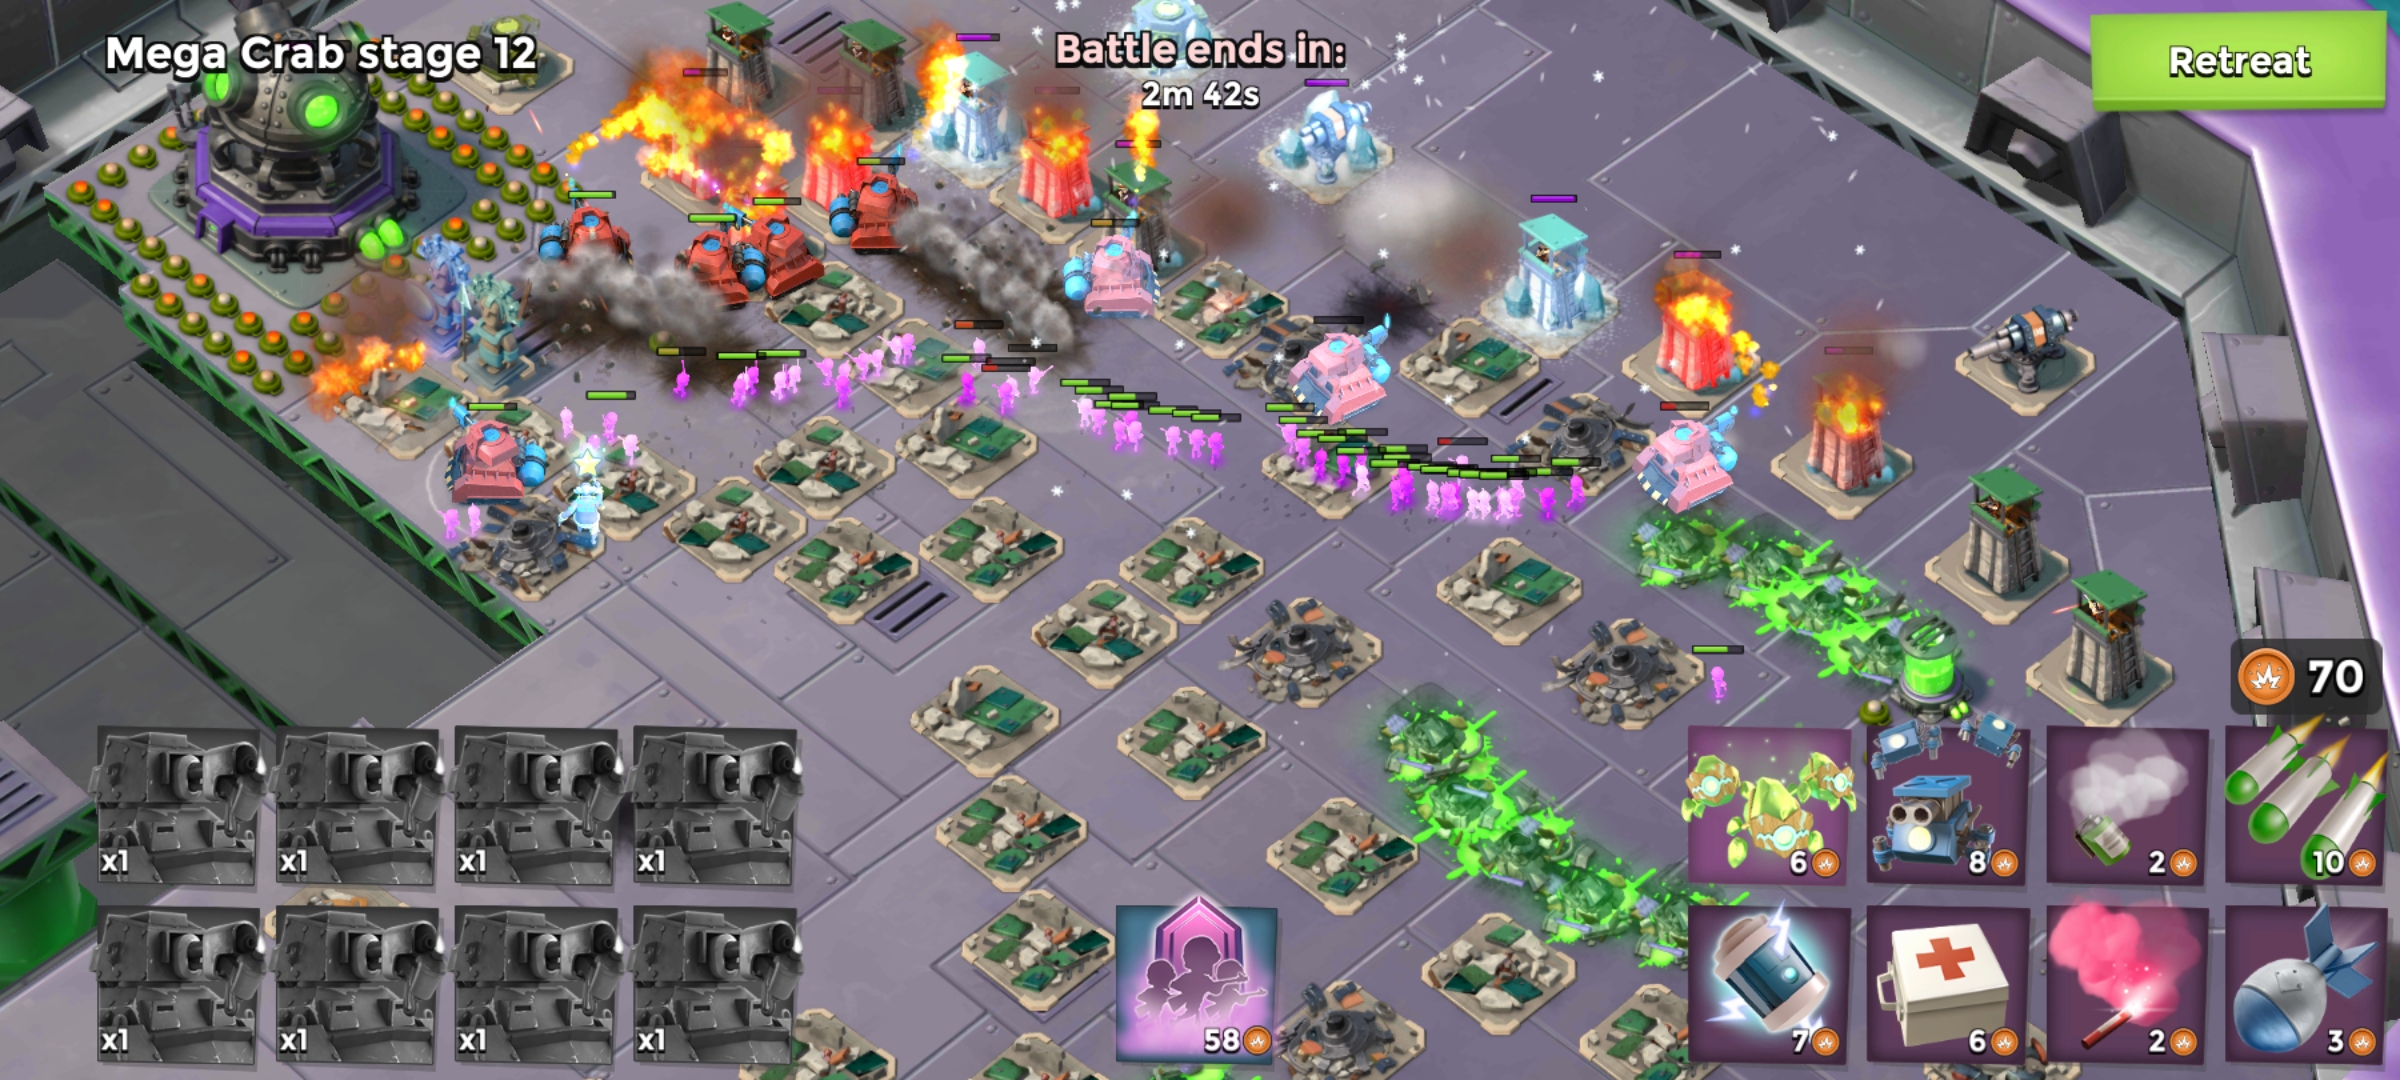 Mega Crab stage 12
Battle ends in:
2m 42s
Retreat
70
x1
x1
x1
x1
6
8
2
10
x1
x1
x1
x1
58
7
6
2
3